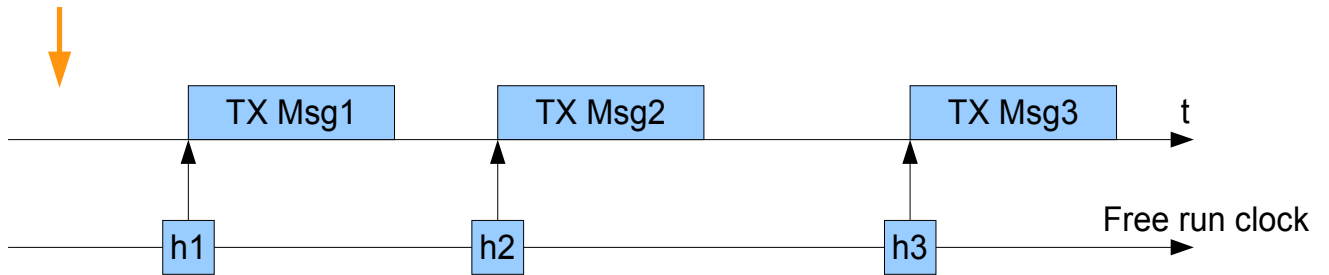 TX Msg1
TX Msg2
TX Msg3
t
Free run clock
h1
h2
h3